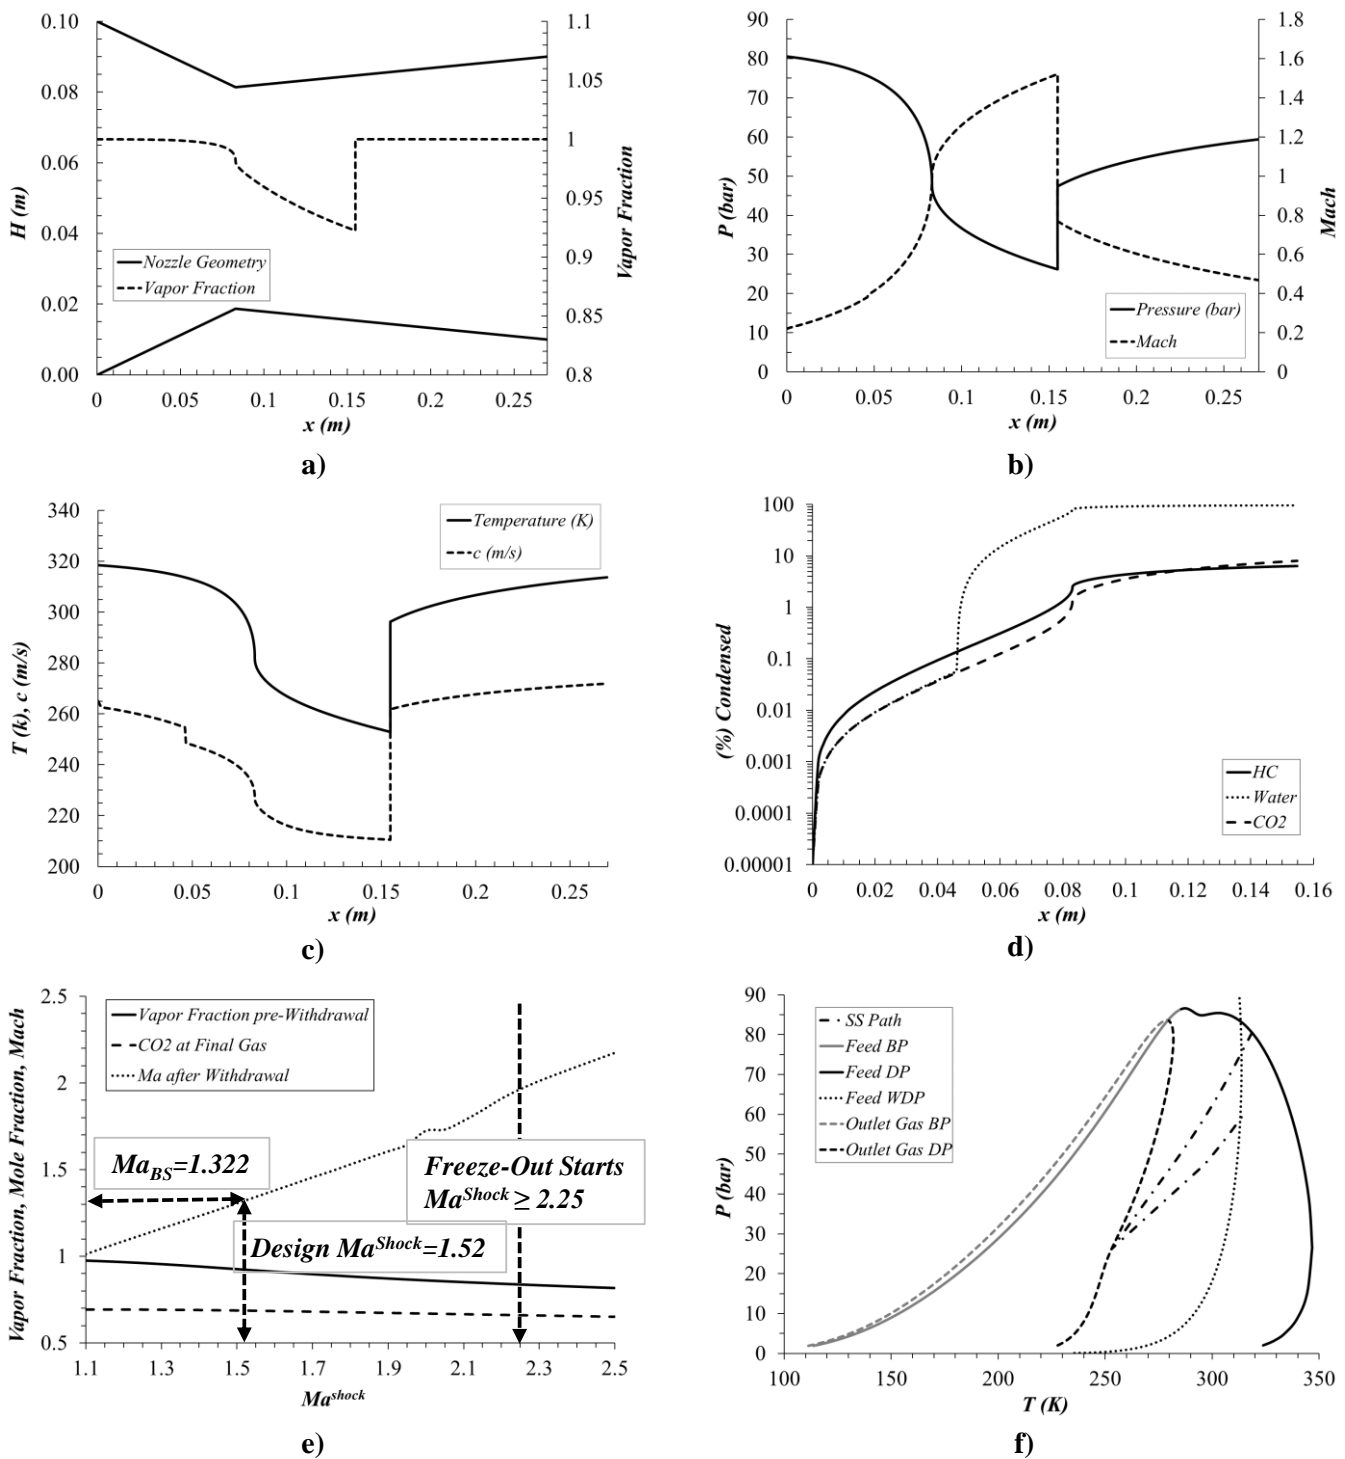 0.10
0.08
0.06
0.04
0.02
0.00
H (m)
1.1
1.05
1
0.95
0.9
0.85
0.8
Vapor Fraction
Nozzle Geometry
Vapor Fraction
0 0.05 0.1 0.15 0.2 0.25
x (m)
a)
90
80
70
60
50
40
30
20
10
0
P (bar)
1.8
1.6
1.4
1.2
1
0.8
0.6
0.4
0.2
0
Mach
Pressure (bar)
Mach
0 0.05 0.1 0.15 0.2 0.25
x (m)
b)
340
320
300
280
260
240
220
200
T (k), c (m/s)
Temperature (K)
c (m/s)
0 0.05 0.1 0.15 0.2 0.25
x (m)
c)
100
10
1
0.1
0.01
0.001
0.0001
0.00001
(%) Condensed
HC
Water
CO2
0 0.02 0.04 0.06 0.08 0.1 0.12 0.14 0.16
x (m)
d)
2.5
2
1.5
1
0.5
Vapor Fraction, Mole Fraction, Mach
Vapor Fraction pre-Withdrawal
CO2 at Final Gas
Ma after Withdrawal
Ma_BS=1.322
Freeze-Out Starts
Ma^Shock ≥ 2.25
Design Ma^Shock=1.52
1.1 1.3 1.5 1.7 1.9 2.1 2.3 2.5
Ma^shock
e)
90
80
70
60
50
40
30
20
10
0
P (bar)
SS Path
Feed BP
Feed DP
Feed WDP
Outlet Gas BP
Outlet Gas DP
100 150 200 250 300 350
T (K)
f)